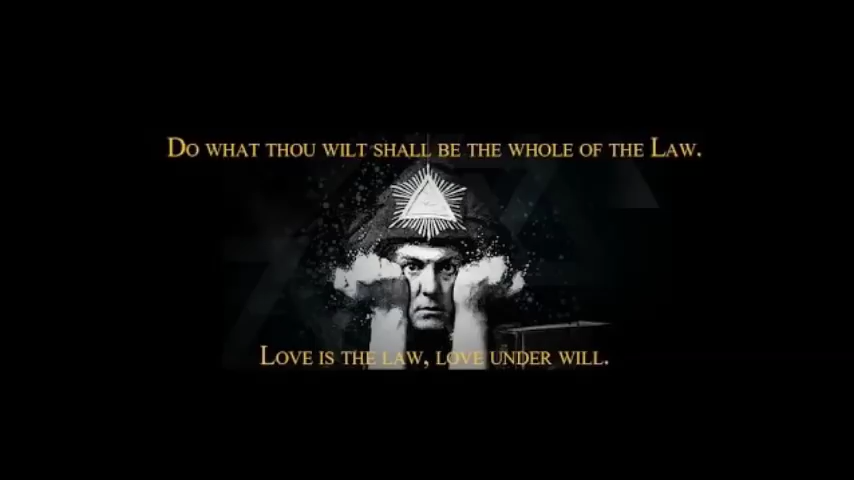 Do what thou wilt shall be the whole of the Law.
Love is the law, love under will.